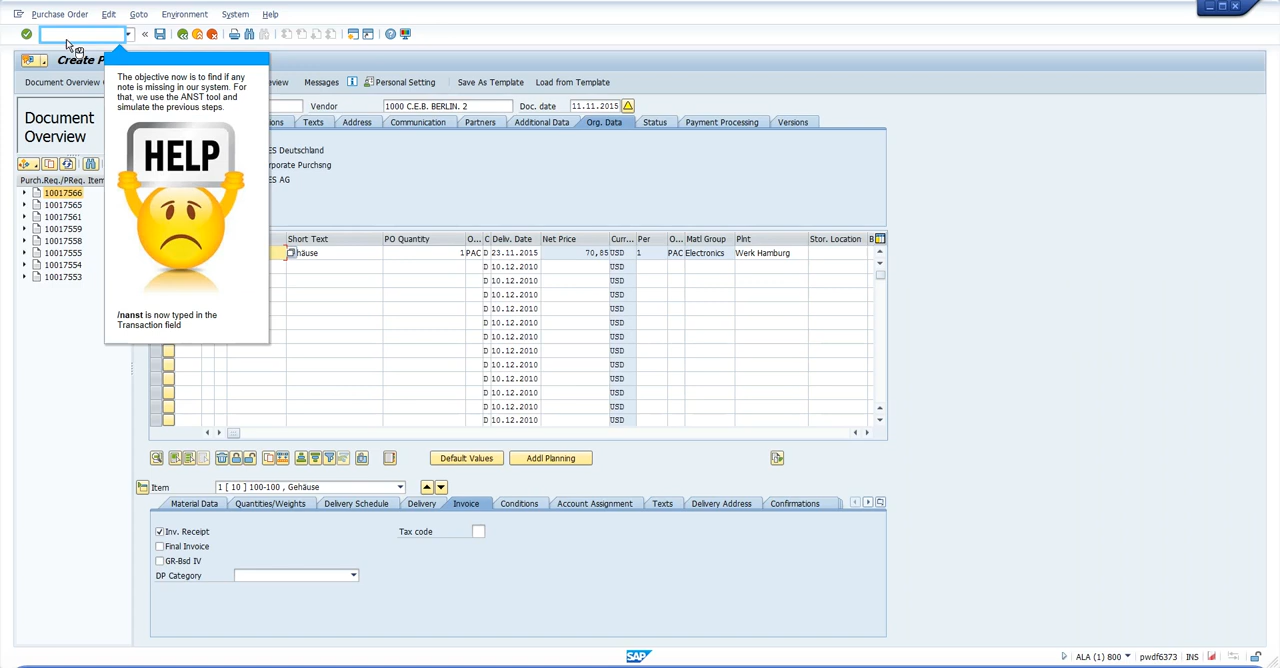 Purchase Order Edit Goto Environment System Help
Create P
Document Overview
view Messages Personal Setting Save As Template Load from Template
The objective now is to find if any
note is missing in our system. For
that, we use the ANST tool and
simulate the previous steps.
HELP
/nanst is now typed in the
Transaction field
Vendor 1000 C.E.B. BERLIN. 2 Doc. date 11.11.2015
ions Texts Address Communication Partners Additional Data Org. Data Status Payment Processing Versions
Document
Overview
ES Deutschland
rporate Purchsng
ES AG
Purch.Req./PReq. Item
10017566
10017565
10017561
10017559
10017558
10017555
10017554
10017553
Short Text PO Quantity O... C Deliv. Date Net Price Curr... Per O... Matl Group Plnt Stor. Location B
häuse 1 PAC D 23.11.2015 70,85 USD 1 PAC Electronics Werk Hamburg
D 10.12.2010 USD
D 10.12.2010 USD
D 10.12.2010 USD
D 10.12.2010 USD
D 10.12.2010 USD
D 10.12.2010 USD
D 10.12.2010 USD
D 10.12.2010 USD
D 10.12.2010 USD
D 10.12.2010 USD
D 10.12.2010 USD
D 10.12.2010 USD
Default Values Addl Planning
Item 1 [ 10 ] 100-100 , Gehäuse
Material Data Quantities/Weights Delivery Schedule Delivery Invoice Conditions Account Assignment Texts Delivery Address Confirmations
Inv. Receipt Tax code
Final Invoice
GR-Bsd IV
DP Category
SAP ALA (1) 800 pwdf6373 INS